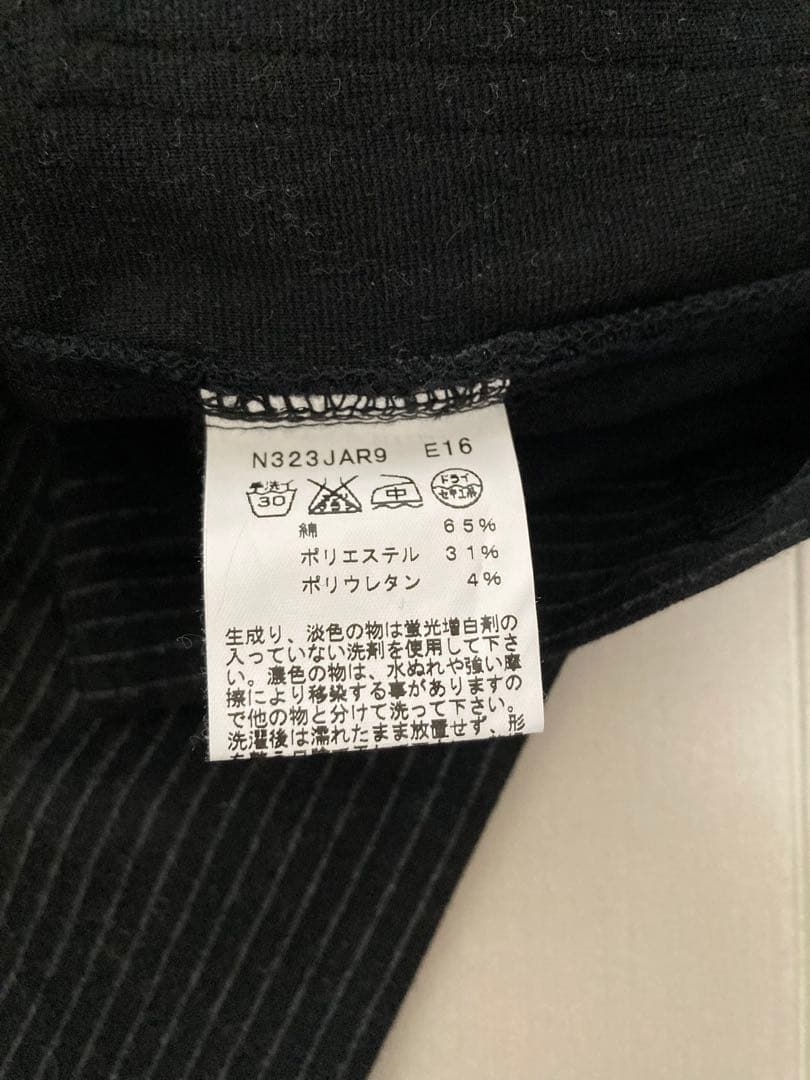 N323JAR9 E16
手洗イ 30 中 ドライ セキユ系
綿 65%
ポリエステル 31%
ポリウレタン 4%
生成り、淡色の物は蛍光増白剤の
入っていない洗剤を使用して下さ
い。濃色の物は、水ぬれや強い摩
擦により移染する事がありますの
で他の物と分けて洗って下さい。
洗濯後は濡れたまま放置せず、形